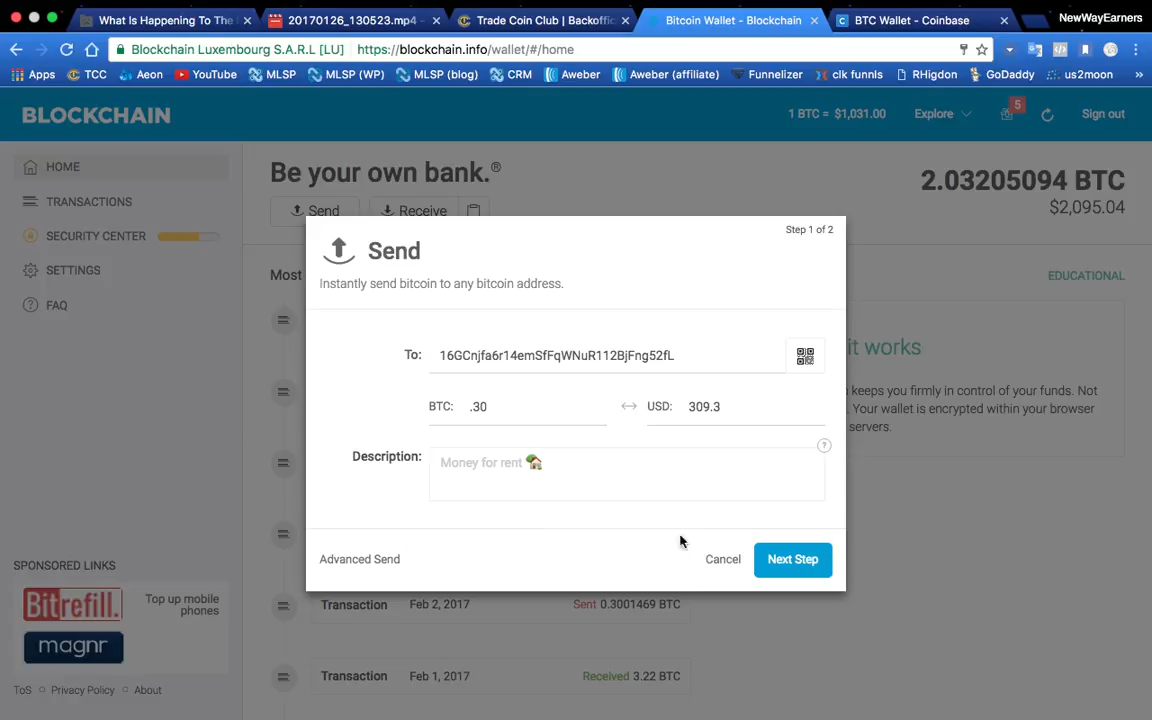 What Is Happening To The
20170126_130523.mp4 -
Trade Coin Club | Backoffic
Bitcoin Wallet - Blockchain
BTC Wallet - Coinbase
NewWayEarners
Blockchain Luxembourg S.A.R.L [LU]
https://blockchain.info/wallet/#/home
Apps TCC Aeon YouTube MLSP MLSP (WP) MLSP (blog) CRM Aweber Aweber (affiliate) Funnelizer clk funnls RHigdon GoDaddy us2moon »
BLOCKCHAIN
1 BTC = $1,031.00
Explore
5
Sign out
HOME
TRANSACTIONS
SECURITY CENTER
SETTINGS
FAQ
Be your own bank.®
2.03205094 BTC
$2,095.04
Send
Receive
Most
EDUCATIONAL
Step 1 of 2
Send
Instantly send bitcoin to any bitcoin address.
To: 16GCnjfa6r14emSfFqWNuR112BjFng52fL
BTC: .30
USD: 309.3
Description: Money for rent
?
Advanced Send
Cancel
Next Step
it works
keeps you firmly in control of your funds. Not
Your wallet is encrypted within your browser
servers.
Transaction Feb 2, 2017 Sent 0.3001469 BTC
Transaction Feb 1, 2017 Received 3.22 BTC
SPONSORED LINKS
Bitrefill.
Top up mobile
phones
magnr
ToS Privacy Policy About